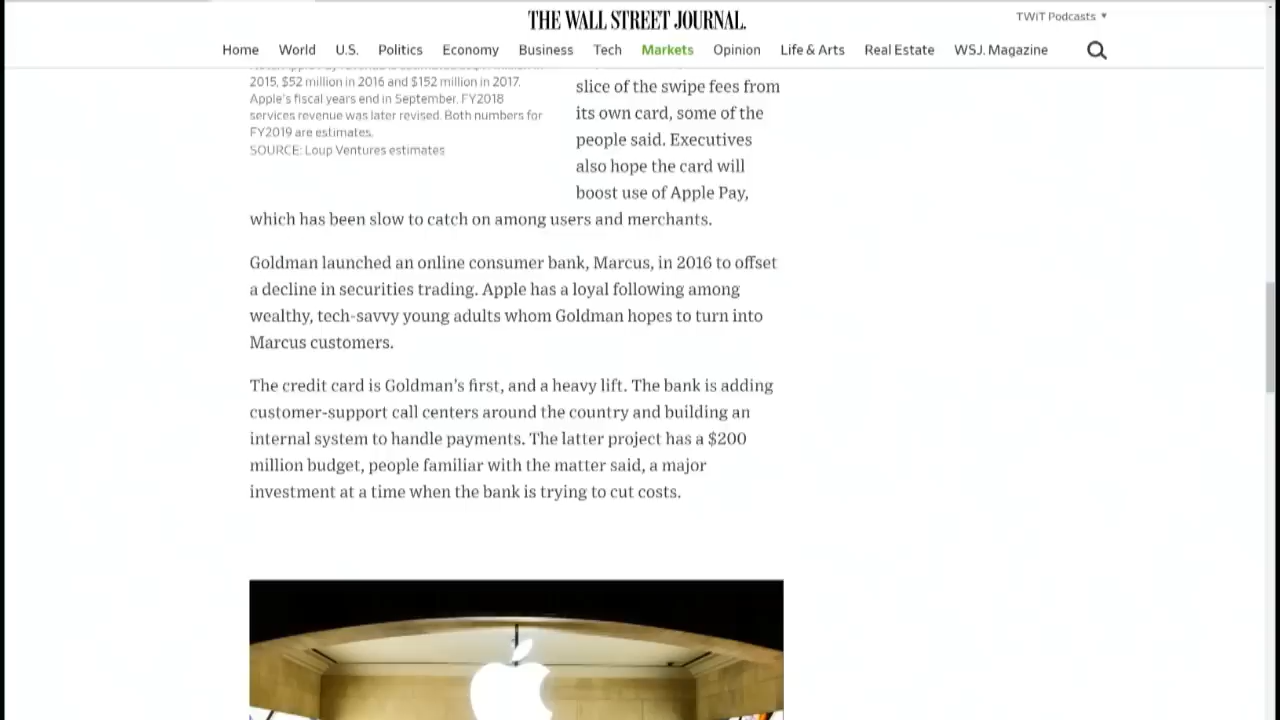 THE WALL STREET JOURNAL.
TWiT Podcasts
Home World U.S. Politics Economy Business Tech Markets Opinion Life & Arts Real Estate WSJ. Magazine
2015, $52 million in 2016 and $152 million in 2017.
Apple's fiscal years end in September. FY2018
services revenue was later revised. Both numbers for
FY2019 are estimates.
SOURCE: Loup Ventures estimates
slice of the swipe fees from
its own card, some of the
people said. Executives
also hope the card will
boost use of Apple Pay,
which has been slow to catch on among users and merchants.
Goldman launched an online consumer bank, Marcus, in 2016 to offset
a decline in securities trading. Apple has a loyal following among
wealthy, tech-savvy young adults whom Goldman hopes to turn into
Marcus customers.
The credit card is Goldman's first, and a heavy lift. The bank is adding
customer-support call centers around the country and building an
internal system to handle payments. The latter project has a $200
million budget, people familiar with the matter said, a major
investment at a time when the bank is trying to cut costs.